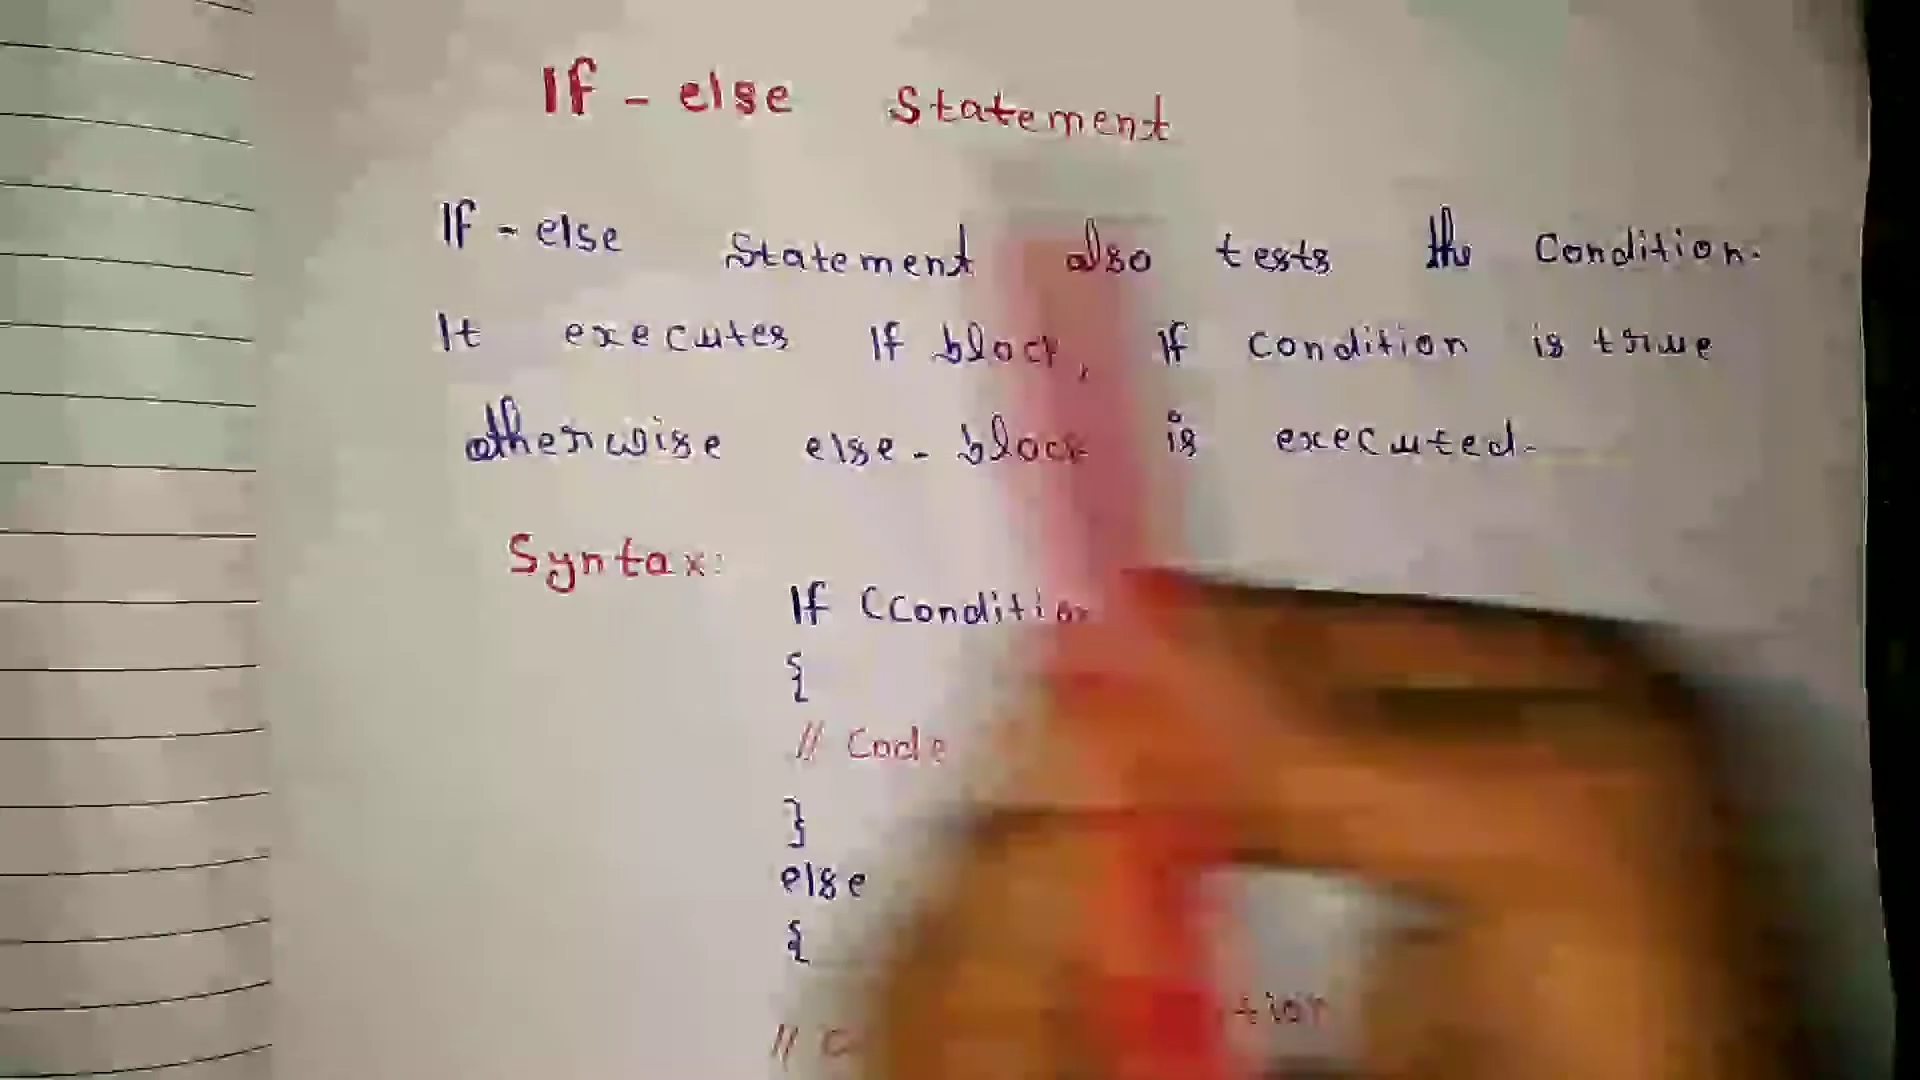 If - else Statement
If - else Statement also tests the Condition.
It executes If block, If condition is true
otherwise else - block is executed.
Syntax:
If (Condition
{
// Code
}
else
{
//